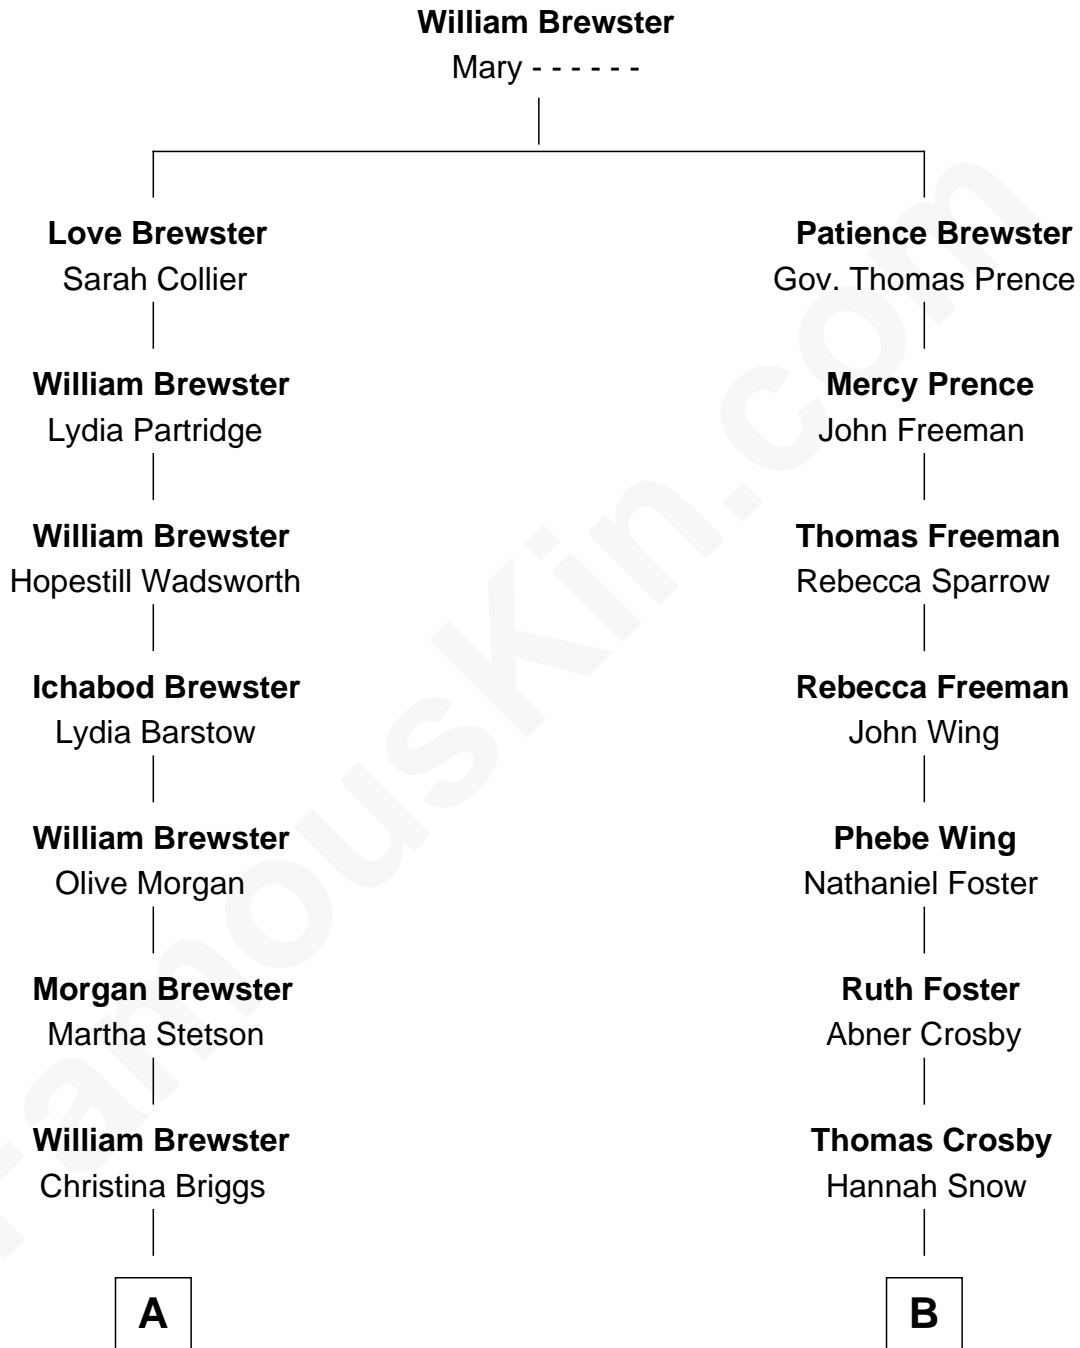 William Brewster
Mary - - - - - -
Love Brewster
Sarah Collier
Patience Brewster
Gov. Thomas Prence
William Brewster
Lydia Partridge
Mercy Prence
John Freeman
William Brewster
Hopestill Wadsworth
Thomas Freeman
Rebecca Sparrow
Ichabod Brewster
Lydia Barstow
Rebecca Freeman
John Wing
William Brewster
Olive Morgan
Phebe Wing
Nathaniel Foster
Morgan Brewster
Martha Stetson
Ruth Foster
Abner Crosby
William Brewster
Christina Briggs
Thomas Crosby
Hannah Snow
A
B
FamousKin.com